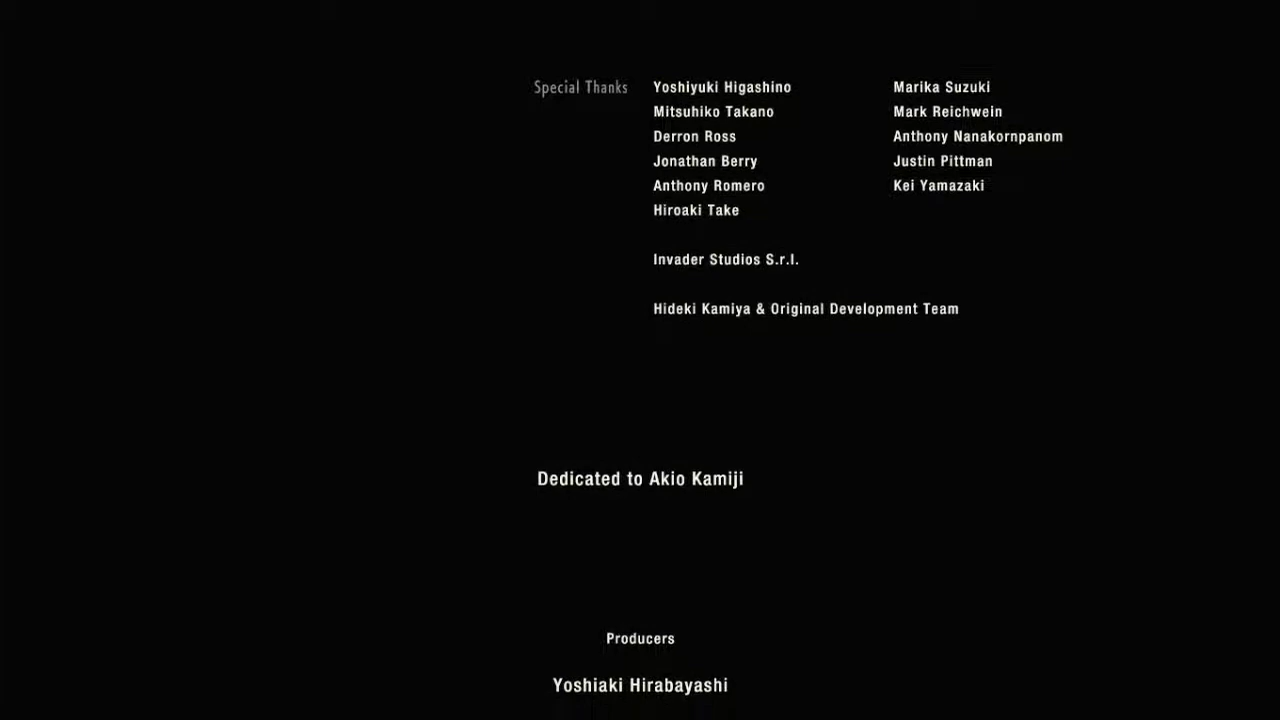 Special Thanks Yoshiyuki Higashino Marika Suzuki
Mitsuhiko Takano Mark Reichwein
Derron Ross Anthony Nanakornpanom
Jonathan Berry Justin Pittman
Anthony Romero Kei Yamazaki
Hiroaki Take
Invader Studios S.r.l.
Hideki Kamiya & Original Development Team
Dedicated to Akio Kamiji
Producers
Yoshiaki Hirabayashi